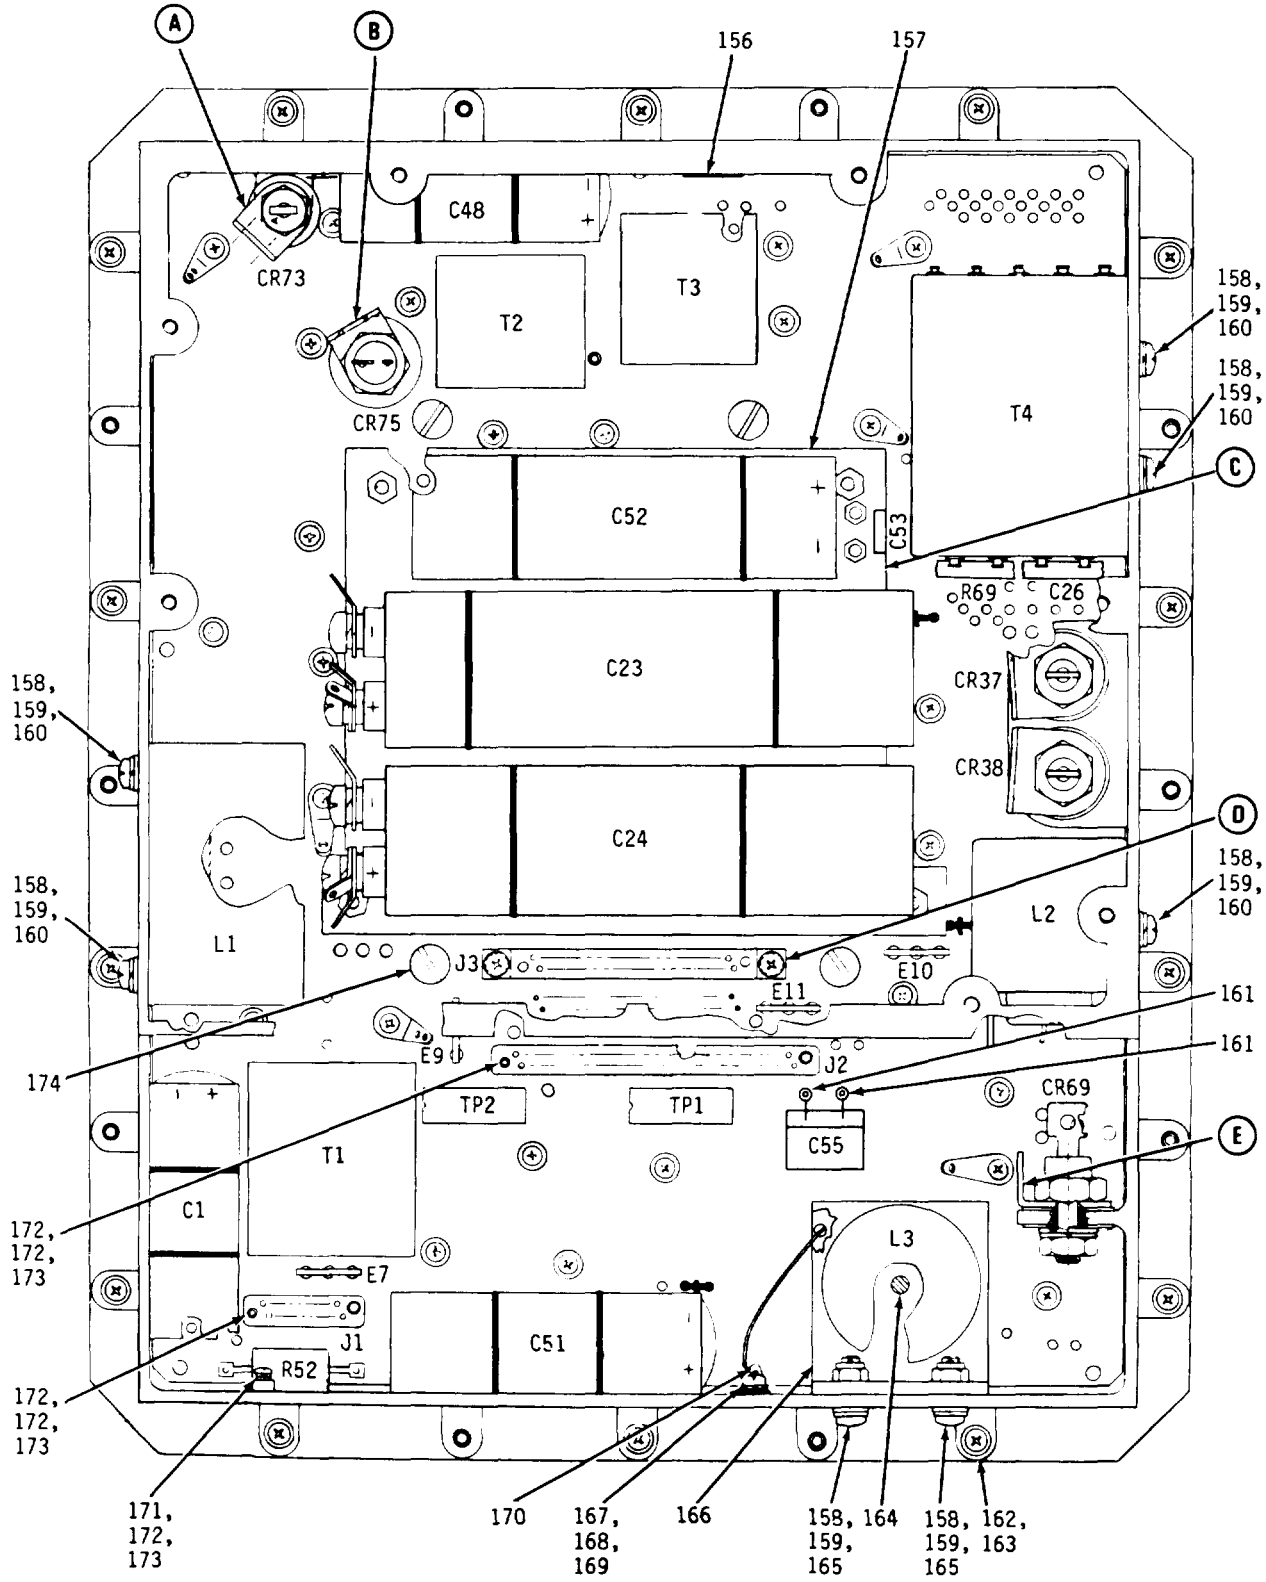 A
B
156
157
C48
−
+
CR73
T2
T3
158,
159,
160
CR75
T4
158,
159,
160
C
C52
+
−
C53
R69
C26
−
C23
+
CR37
158,
159,
160
CR38
−
C24
+
D
158,
159,
160
L1
L2
158,
159,
160
J3
E10
E11
161
E9
J2
161
174
− +
TP2
TP1
CR69
T1
C55
E
C1
172,
172,
173
L3
E7
J1
C51
+
R52
172,
172,
173
171,
172,
173
170
167,
168,
169
166
158,
159,
165
164
158,
159,
165
162,
163